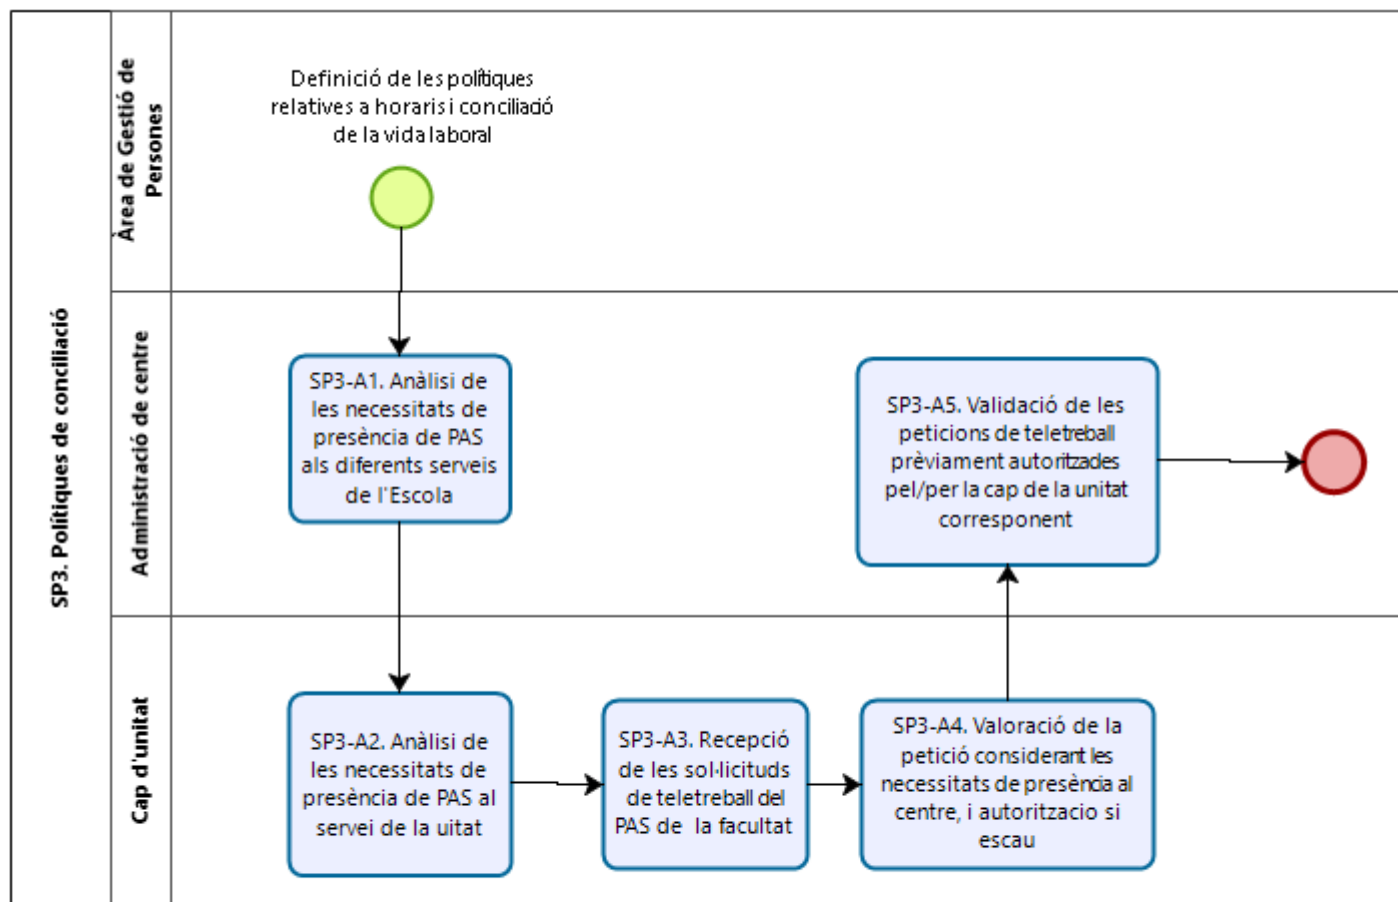 SP3. Polítiques de conciliació
Àrea de Gestió de
Persones
Definició de les polítiques
relatives a horaris i conciliació
de la vida laboral
Administració de centre
SP3-A1. Anàlisi de
les necessitats de
presència de PAS
als diferents serveis
de l'Escola
SP3-A5. Validació de les
peticions de teletreball
prèviament autoritzades
pel/per la cap de la unitat
corresponent
Cap d'unitat
SP3-A2. Anàlisi de
les necessitats de
presència de PAS al
servei de la uitat
SP3-A3. Recepció
de les sol·licituds
de teletreball del
PAS de la facultat
SP3-A4. Valoració de la
petició considerant les
necessitats de presència al
centre, i autorització si
escau